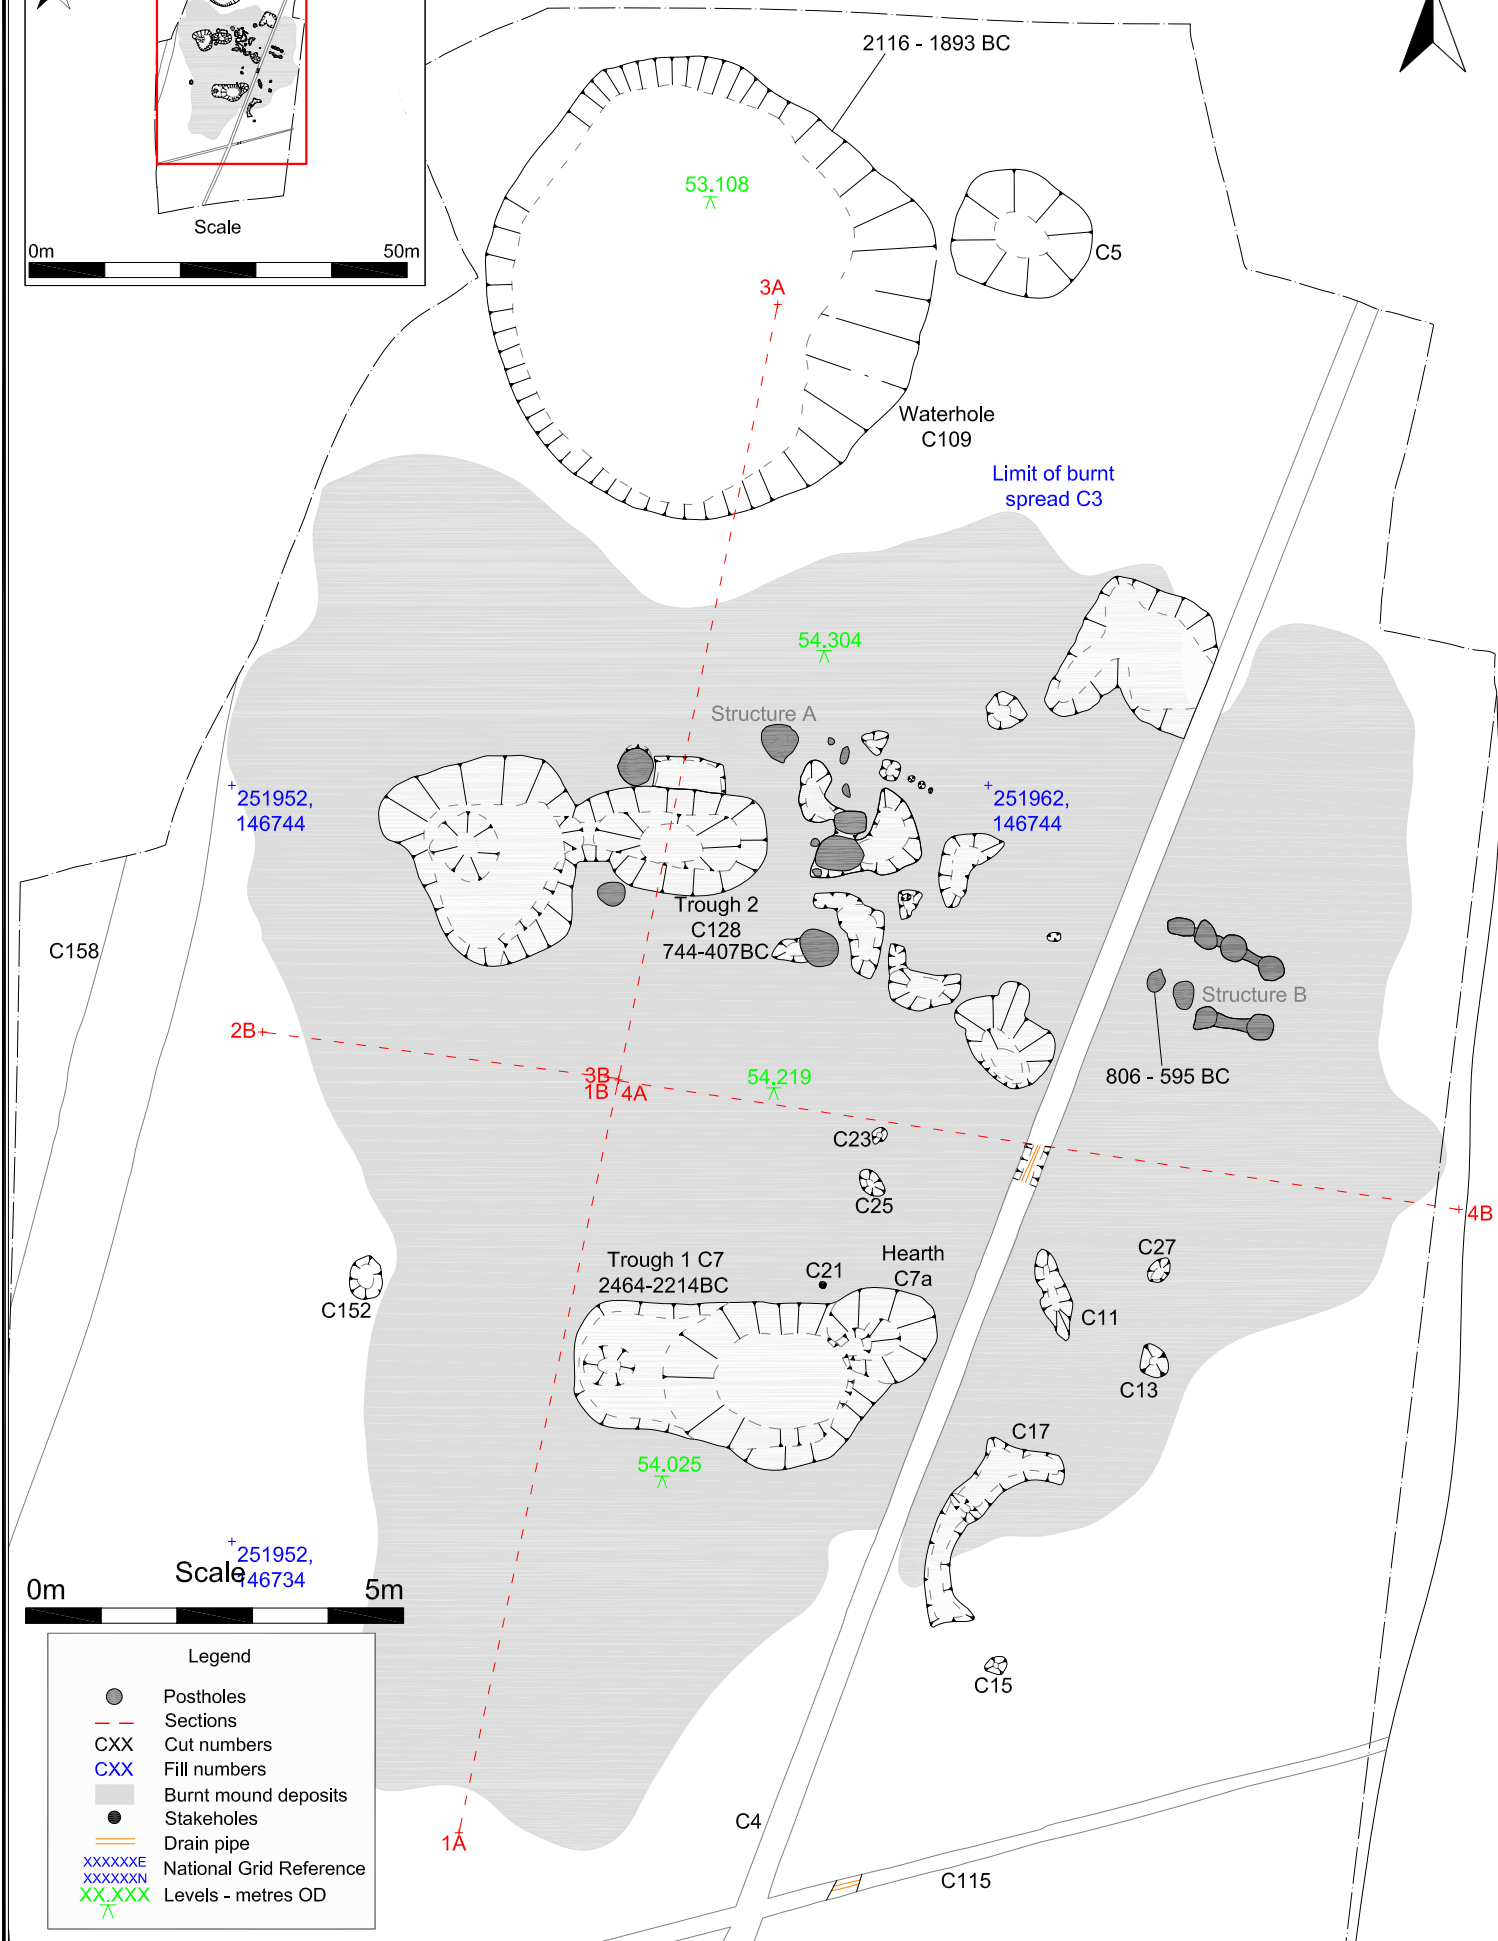 Scale
0m 50m
2116 - 1893 BC
53.108
C5
3A
Waterhole
C109
Limit of burnt
spread C3
54.304
Structure A
251952,
146744
251962,
146744
Trough 2
C128
744-407BC
C158
Structure B
2B
3B
1B 4A
54.219
806 - 595 BC
C23
C25
4B
Trough 1 C7
2464-2214BC
C21
Hearth
C7a
C27
C152
C11
C13
C17
54.025
251952,
146734
Scale
0m 5m
C15
Legend
Postholes
Sections
CXX Cut numbers
CXX Fill numbers
Burnt mound deposits
Stakeholes
Drain pipe
XXXXXXE
XXXXXXN
National Grid Reference
XX.XXX Levels - metres OD
1A
C4
C115